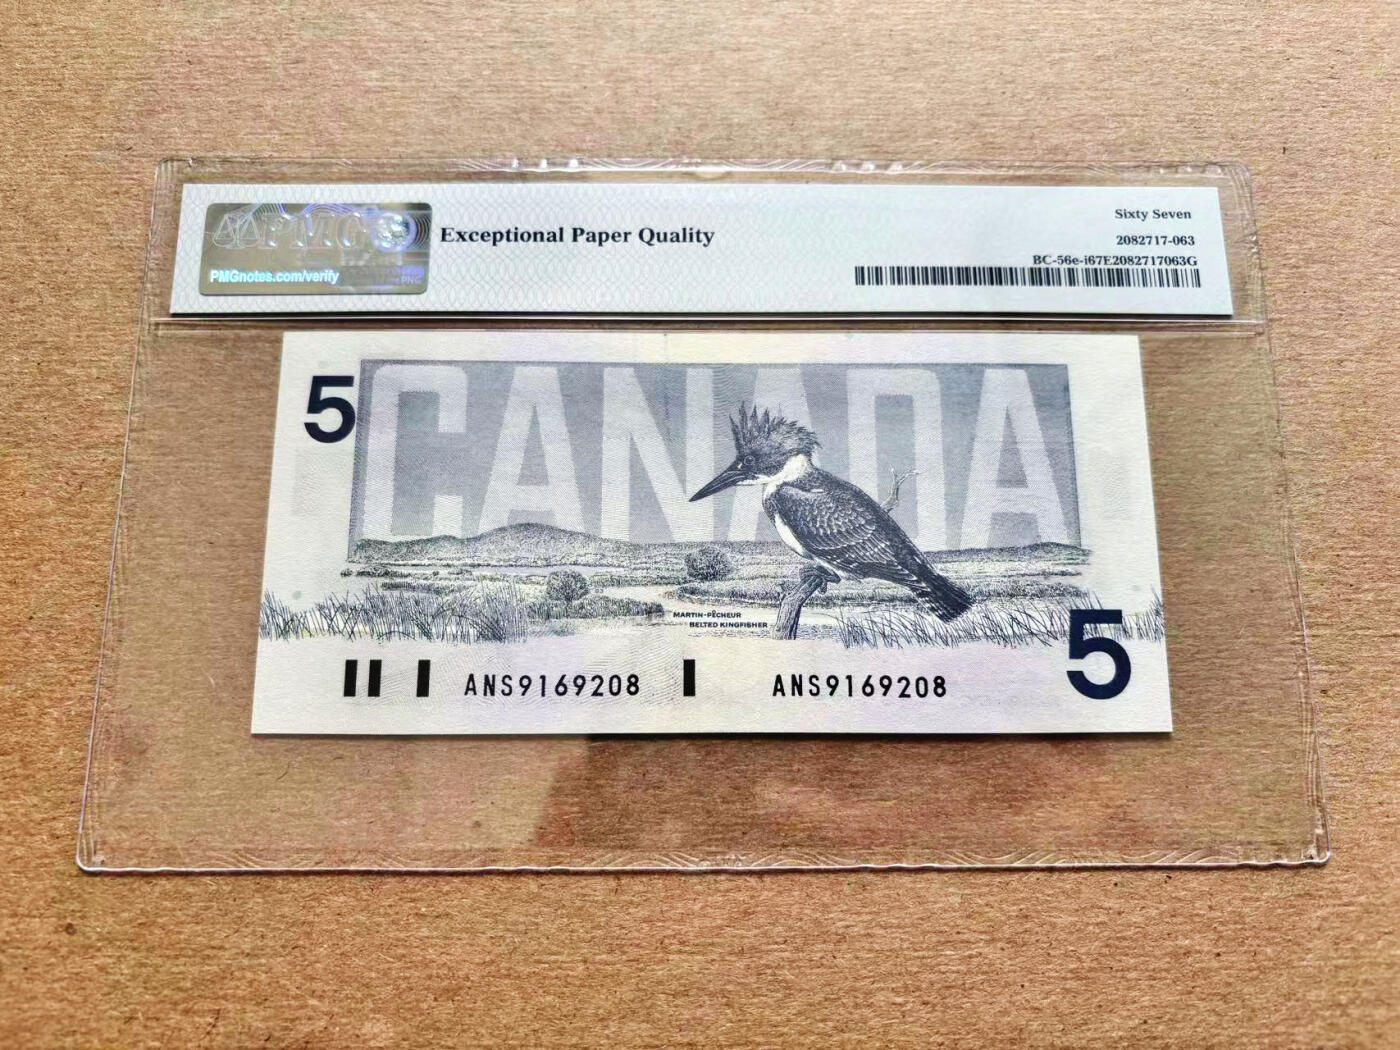 PMG
PMGnotes.com/verify
PNG
Exceptional Paper Quality
Sixty Seven
2082717-063
BC-56e-i67E2082717063G
5
CANADA
MARTIN-PÊCHEUR
BELTED KINGFISHER
5
ANS9169208
ANS9169208